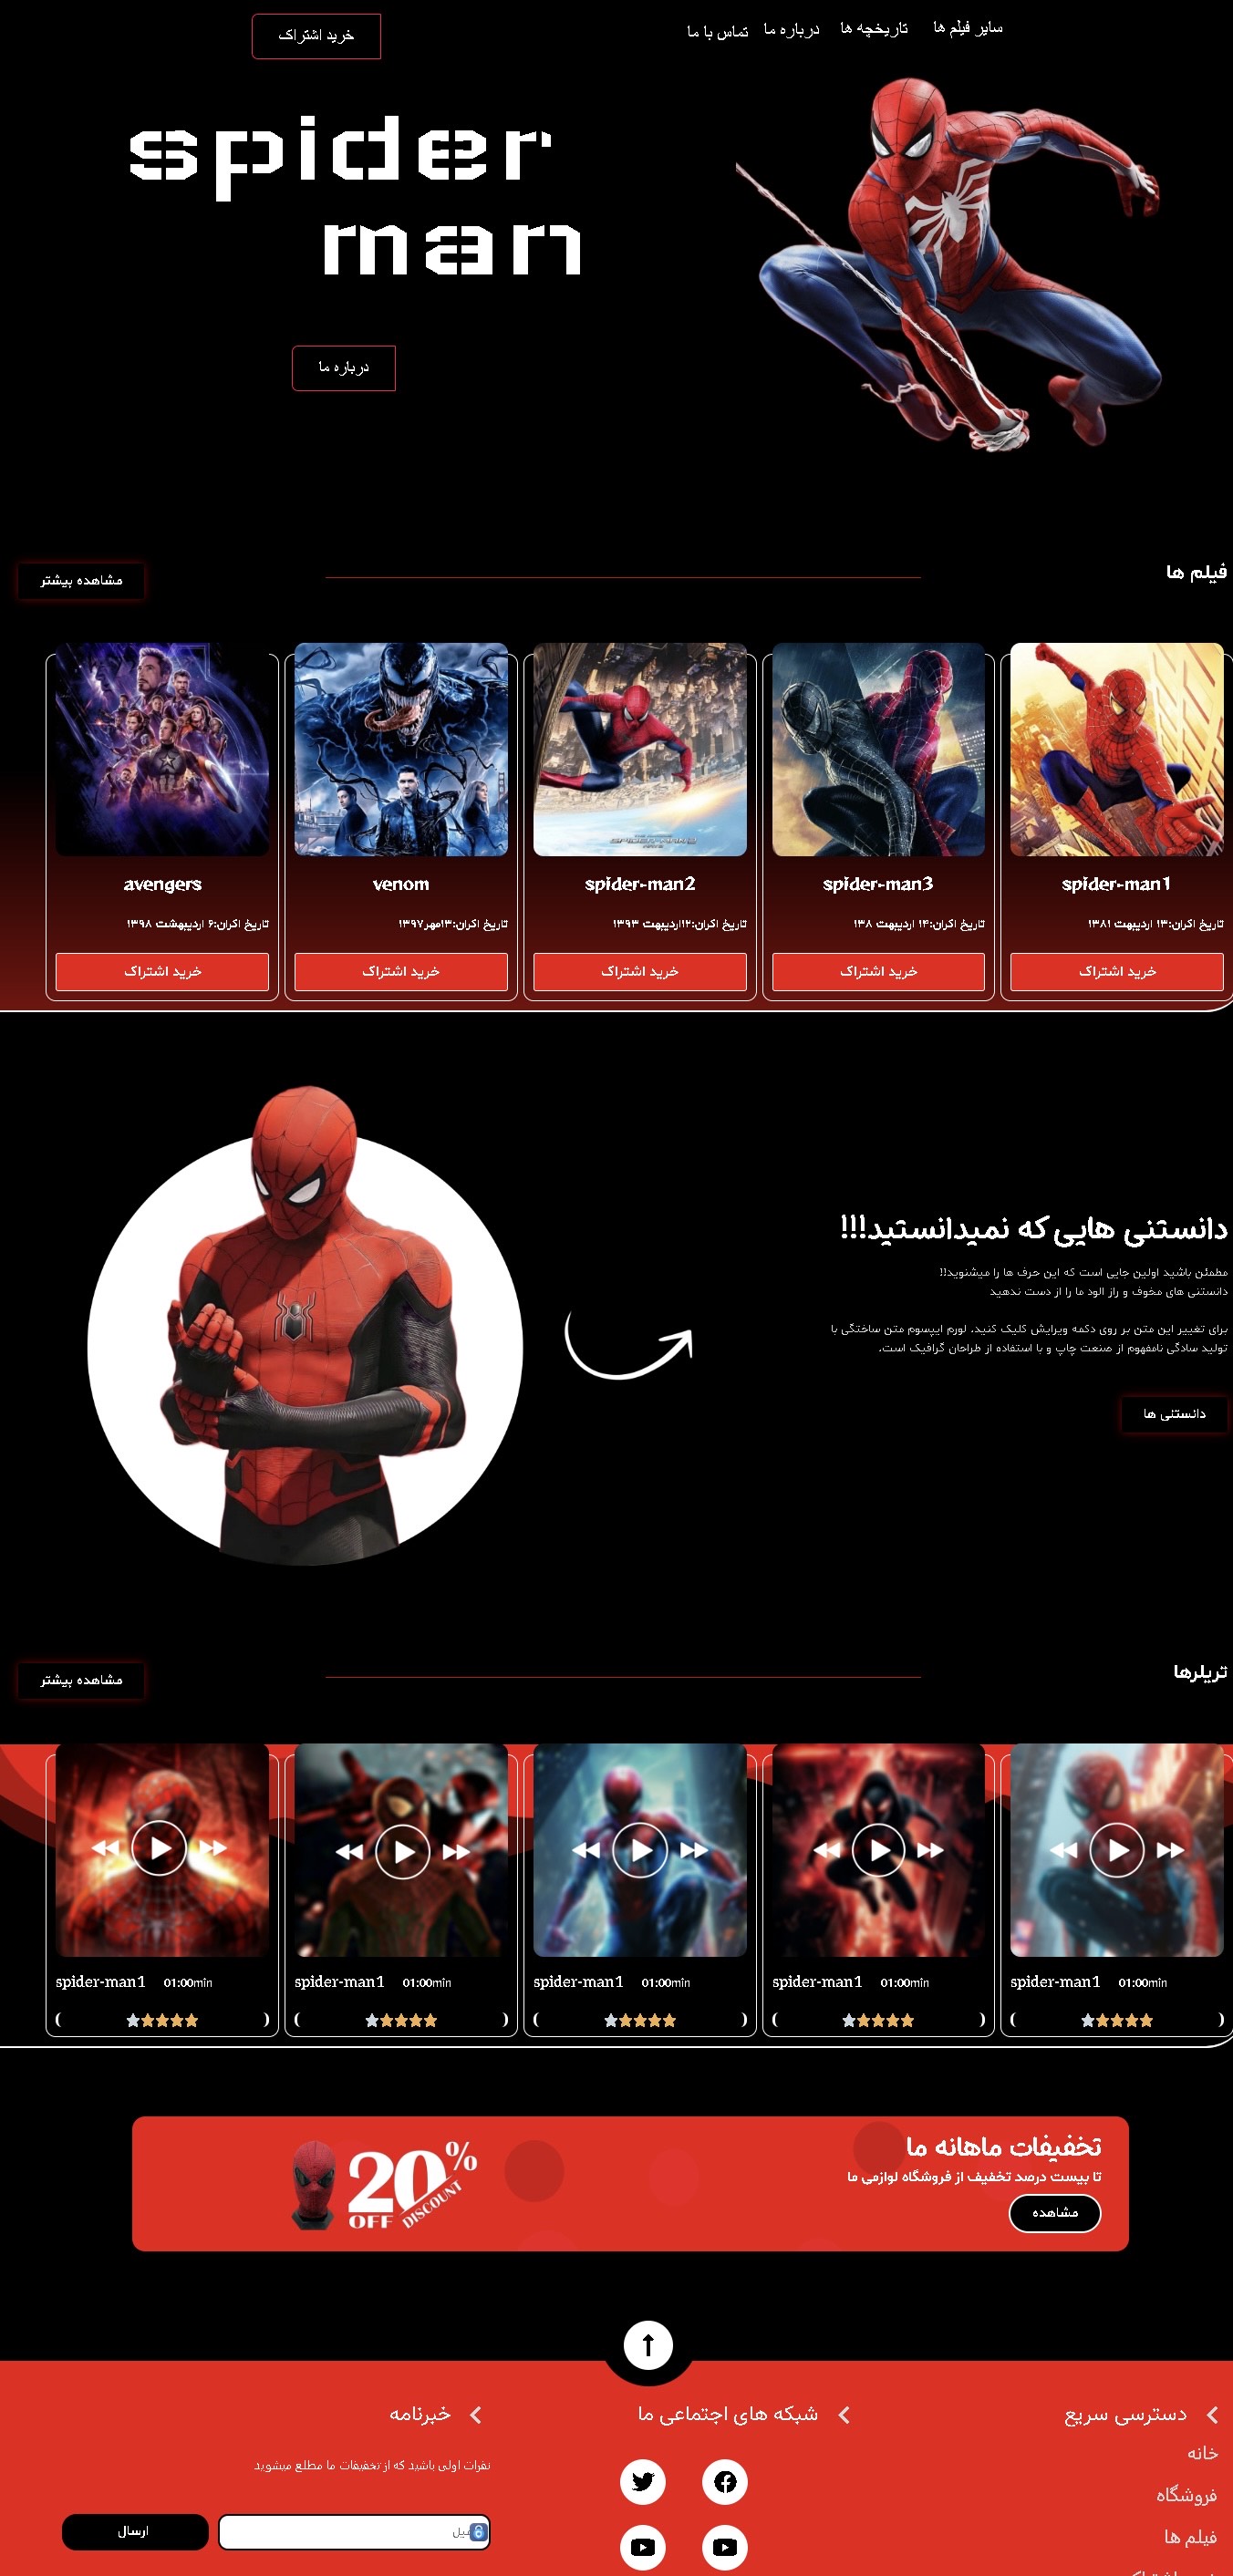 سایر فیلم ها
تاریخچه ها
درباره ما
تماس با ما
خرید اشتراک
spider
man
درباره ما
فیلم ها
مشاهده بیشتر
spider-man1
تاریخ اکران:۱۳ اردیبهت ۱۳۸۱
خرید اشتراک
spider-man3
تاریخ اکران:۱۴ اردیبهت ۱۳۸
خرید اشتراک
spider-man2
تاریخ اکران:۱۲اردیبهت ۱۳۹۳
خرید اشتراک
venom
تاریخ اکران:۱۳مهر۱۳۹۷
خرید اشتراک
avengers
تاریخ اکران:۶ اردیبهشت ۱۳۹۸
خرید اشتراک
دانستنی هایی که نمیدانستید!!!
مطمئن باشید اولین جایی است که این حرف ها را میشنوید!!
دانستنی های مخوف و راز الود ما را از دست ندهید
برای تغییر این متن بر روی دکمه ویرایش کلیک کنید. لورم ایپسوم متن ساختگی با
تولید سادگی نامفهوم از صنعت چاپ و با استفاده از طراحان گرافیک است.
دانستنی ها
تریلرها
مشاهده بیشتر
spider-man1 01:00min
spider-man1 01:00min
spider-man1 01:00min
spider-man1 01:00min
spider-man1 01:00min
تخفیفات ماهانه ما
تا بیست درصد تخفیف از فروشگاه لوازمی ما
مشاهده
20%
OFF DISCOUNT
دسترسی سریع
خانه
فروشگاه
فیلم ها
شبکه های اجتماعی ما
خبرنامه
نفرات اولی باشید که از تخفیفات ما مطلع میشوید
ارسال